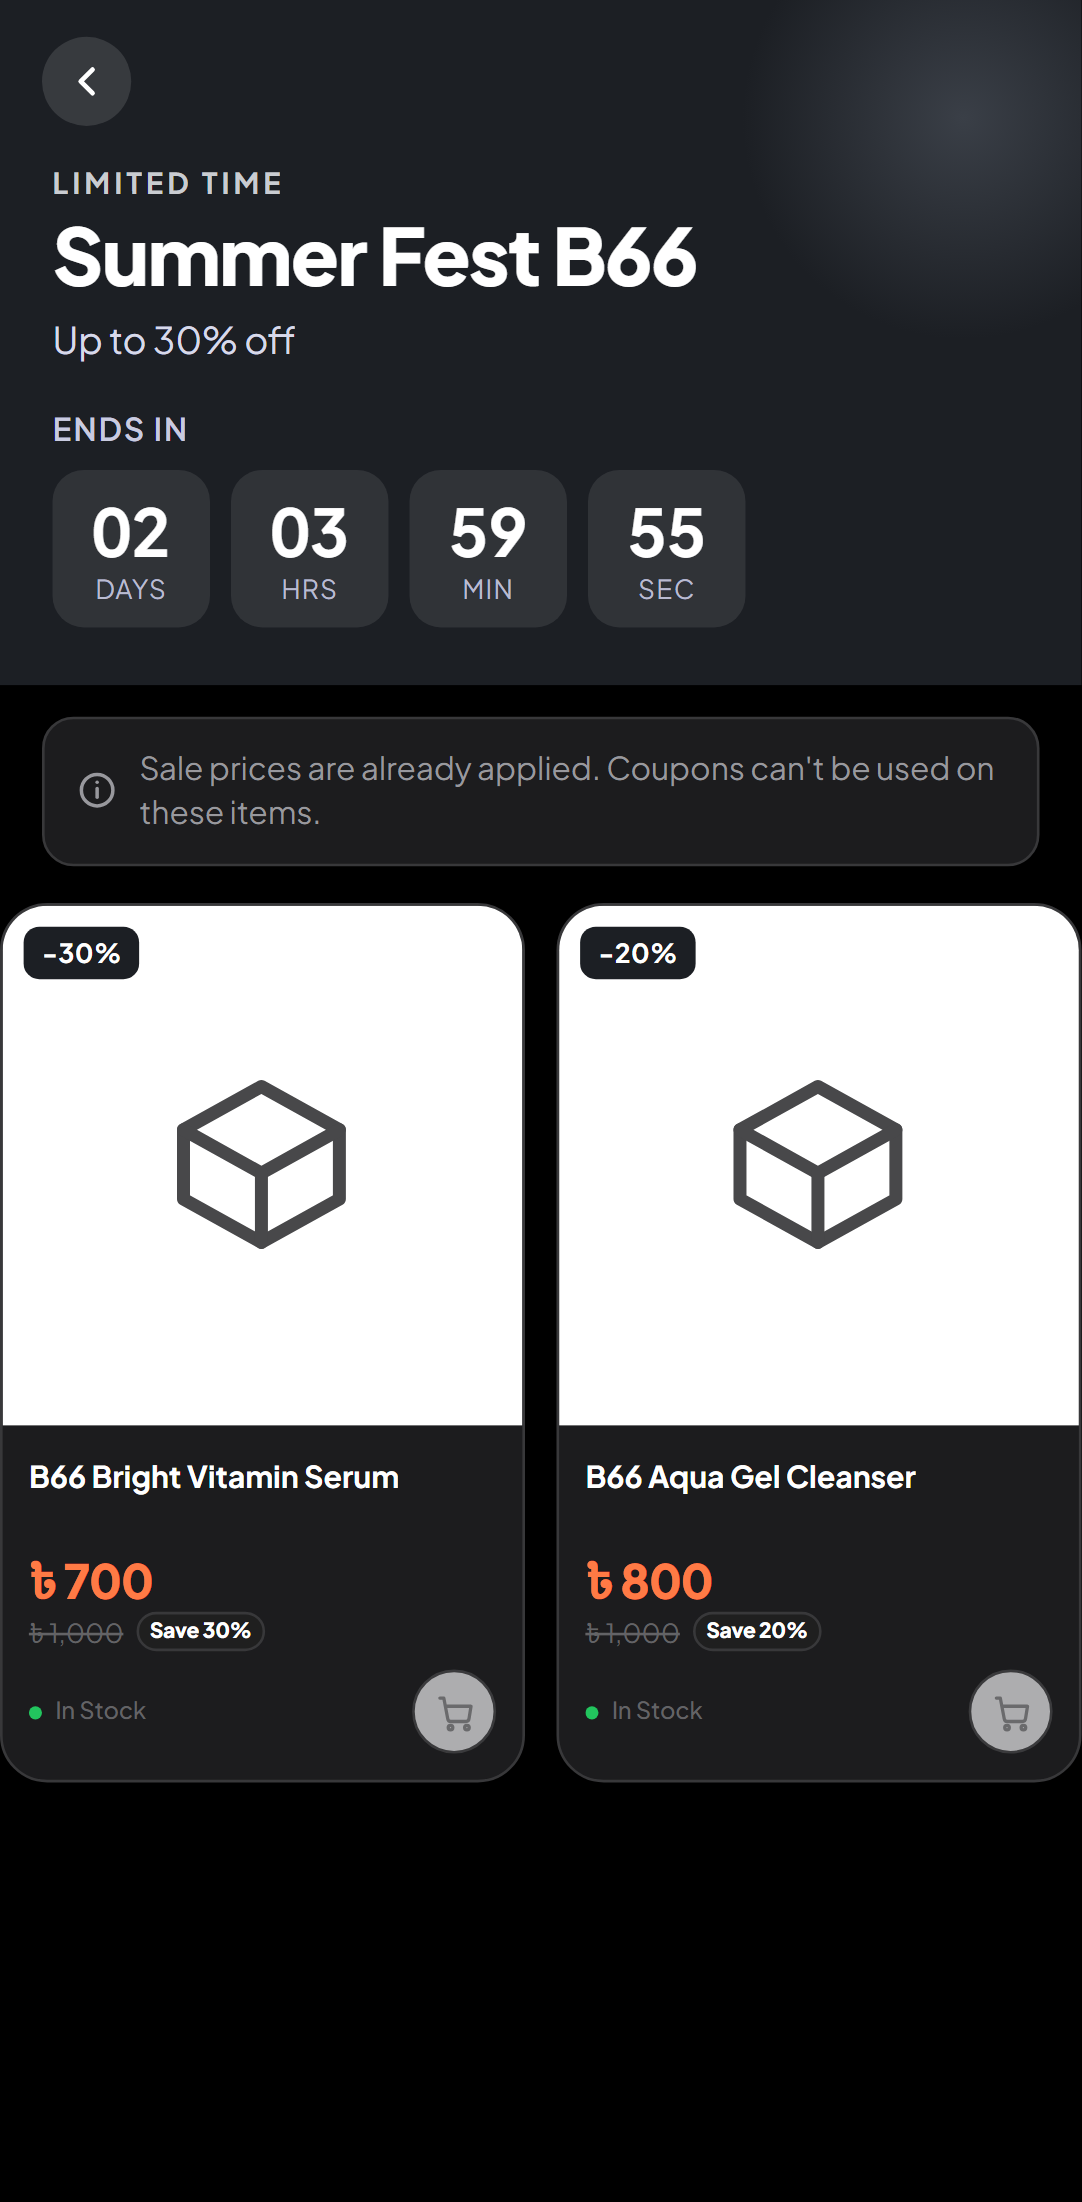 LIMITED TIME
Summer Fest B66
Up to 30% off
ENDS IN
02 03 59 55
DAYS HRS MIN SEC
Sale prices are already applied. Coupons can't be used on
these items.
-30%
B66 Bright Vitamin Serum
৳ 700
৳ 1,000 Save 30%
In Stock
-20%
B66 Aqua Gel Cleanser
৳ 800
৳ 1,000 Save 20%
In Stock